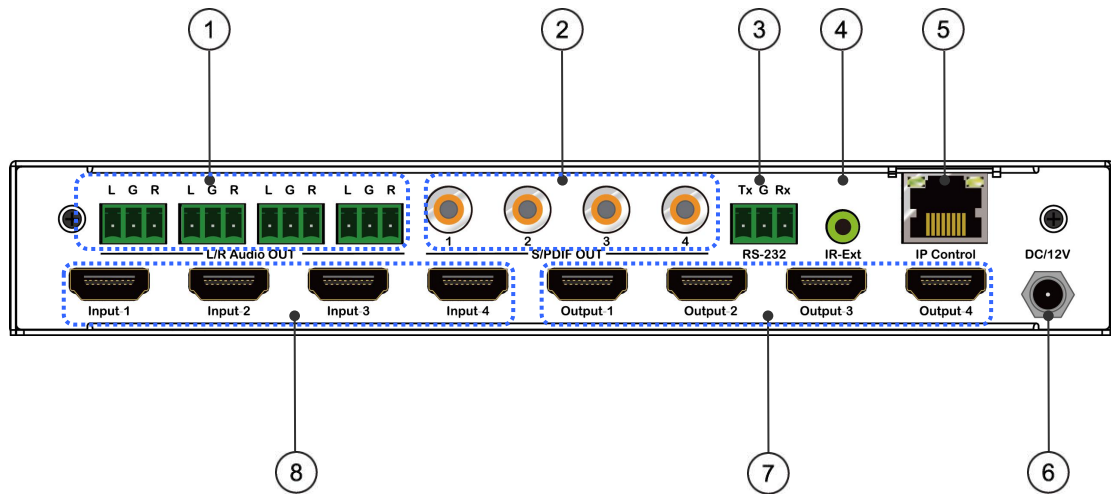 1 2 3 4 5
L G R L G R L G R L G R Tx G Rx
1 2 3 4
L/R Audio OUT S/PDIF OUT RS-232 IR-Ext IP Control DC/12V
Input-1 Input-2 Input-3 Input-4 Output-1 Output-2 Output-3 Output-4
8 7 6